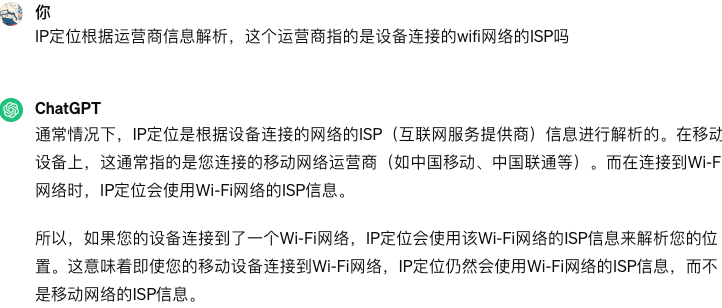 你
IP定位根据运营商信息解析，这个运营商指的是设备连接的wifi网络的ISP吗
ChatGPT
通常情况下，IP定位是根据设备连接的网络的ISP（互联网服务提供商）信息进行解析的。在移动
设备上，这通常指的是您连接的移动网络运营商（如中国移动、中国联通等）。而在连接到Wi-F
网络时，IP定位会使用Wi-Fi网络的ISP信息。
所以，如果您的设备连接到了一个Wi-Fi网络，IP定位会使用该Wi-Fi网络的ISP信息来解析您的位
置。这意味着即使您的移动设备连接到Wi-Fi网络，IP定位仍然会使用Wi-Fi网络的ISP信息，而不
是移动网络的ISP信息。